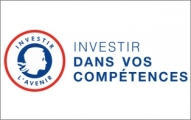 INVESTIR
L'AVENIR
INVESTIR
DANS VOS
COMPÉTENCES